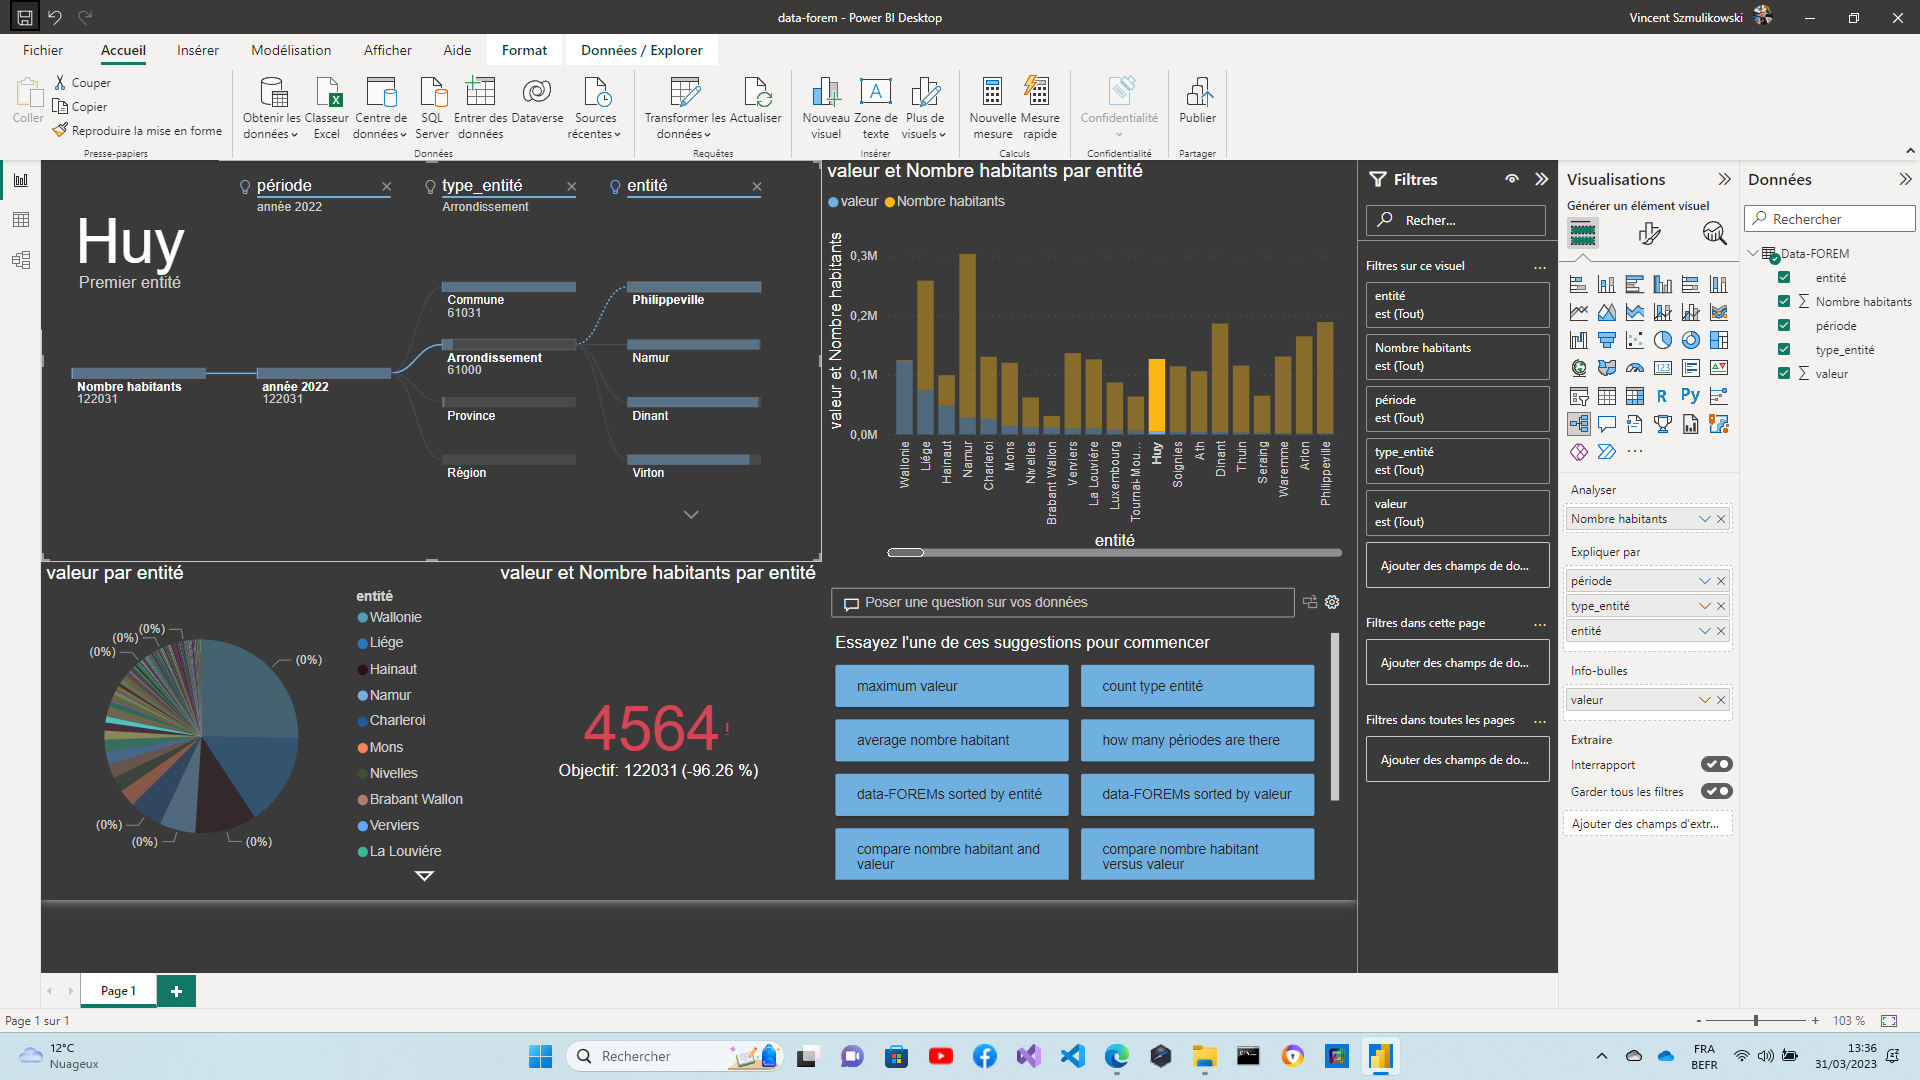 data-forem - Power BI Desktop
Vincent Szmulikowski
Fichier
Accueil
Insérer
Modélisation
Afficher
Aide
Format
Données / Explorer
Coller
Couper
Copier
Reproduire la mise en forme
Presse-papiers
Obtenir les
données
Classeur
Excel
Centre de
données
SQL
Server
Entrer des
données
Dataverse
Sources
récentes
Données
Transformer les
données
Actualiser
Requêtes
Nouveau
visuel
Zone de
texte
Plus de
visuels
Insérer
Nouvelle
mesure
Mesure
rapide
Calculs
Confidentialité
Confidentialité
Publier
Partager
Huy
Premier entité
période
année 2022
type_entité
Arrondissement
entité
Nombre habitants
122031
année 2022
122031
Commune
61031
Arrondissement
61000
Province
Région
Philippeville
Namur
Dinant
Virton
valeur et Nombre habitants par entité
valeur
Nombre habitants
valeur et Nombre habitants
0,3M
0,2M
0,1M
0,0M
Wallonie
Liége
Hainaut
Namur
Charleroi
Mons
Nivelles
Brabant Wallon
Verviers
La Louviére
Luxembourg
Tournai-Mou...
Huy
Soignies
Ath
Dinant
Thuin
Seraing
Waremme
Arlon
Philippeville
entité
valeur par entité
(0%)
(0%)
(0%)
(0%)
(0%)
(0%)
(0%)
entité
Wallonie
Liége
Hainaut
Namur
Charleroi
Mons
Nivelles
Brabant Wallon
Verviers
La Louviére
valeur et Nombre habitants par entité
4564!
Objectif: 122031 (-96.26 %)
Poser une question sur vos données
Essayez l'une de ces suggestions pour commencer
maximum valeur
count type entité
average nombre habitant
how many périodes are there
data-FOREMs sorted by entité
data-FOREMs sorted by valeur
compare nombre habitant and
valeur
compare nombre habitant
versus valeur
Filtres
Recher...
Filtres sur ce visuel
...
entité
est (Tout)
Nombre habitants
est (Tout)
période
est (Tout)
type_entité
est (Tout)
valeur
est (Tout)
Ajouter des champs de do...
Filtres dans cette page
...
Ajouter des champs de do...
Filtres dans toutes les pages
...
Ajouter des champs de do...
Visualisations
Générer un élément visuel
123
R
Py
...
Analyser
Nombre habitants
Expliquer par
période
type_entité
entité
Info-bulles
valeur
Extraire
Interrapport
Garder tous les filtres
Ajouter des champs d'extr...
Données
Rechercher
Data-FOREM
entité
Nombre habitants
période
type_entité
valeur
Page 1
Page 1 sur 1
- + 103 %
12°C
Nuageux
Rechercher
FRA
BEFR
13:36
31/03/2023